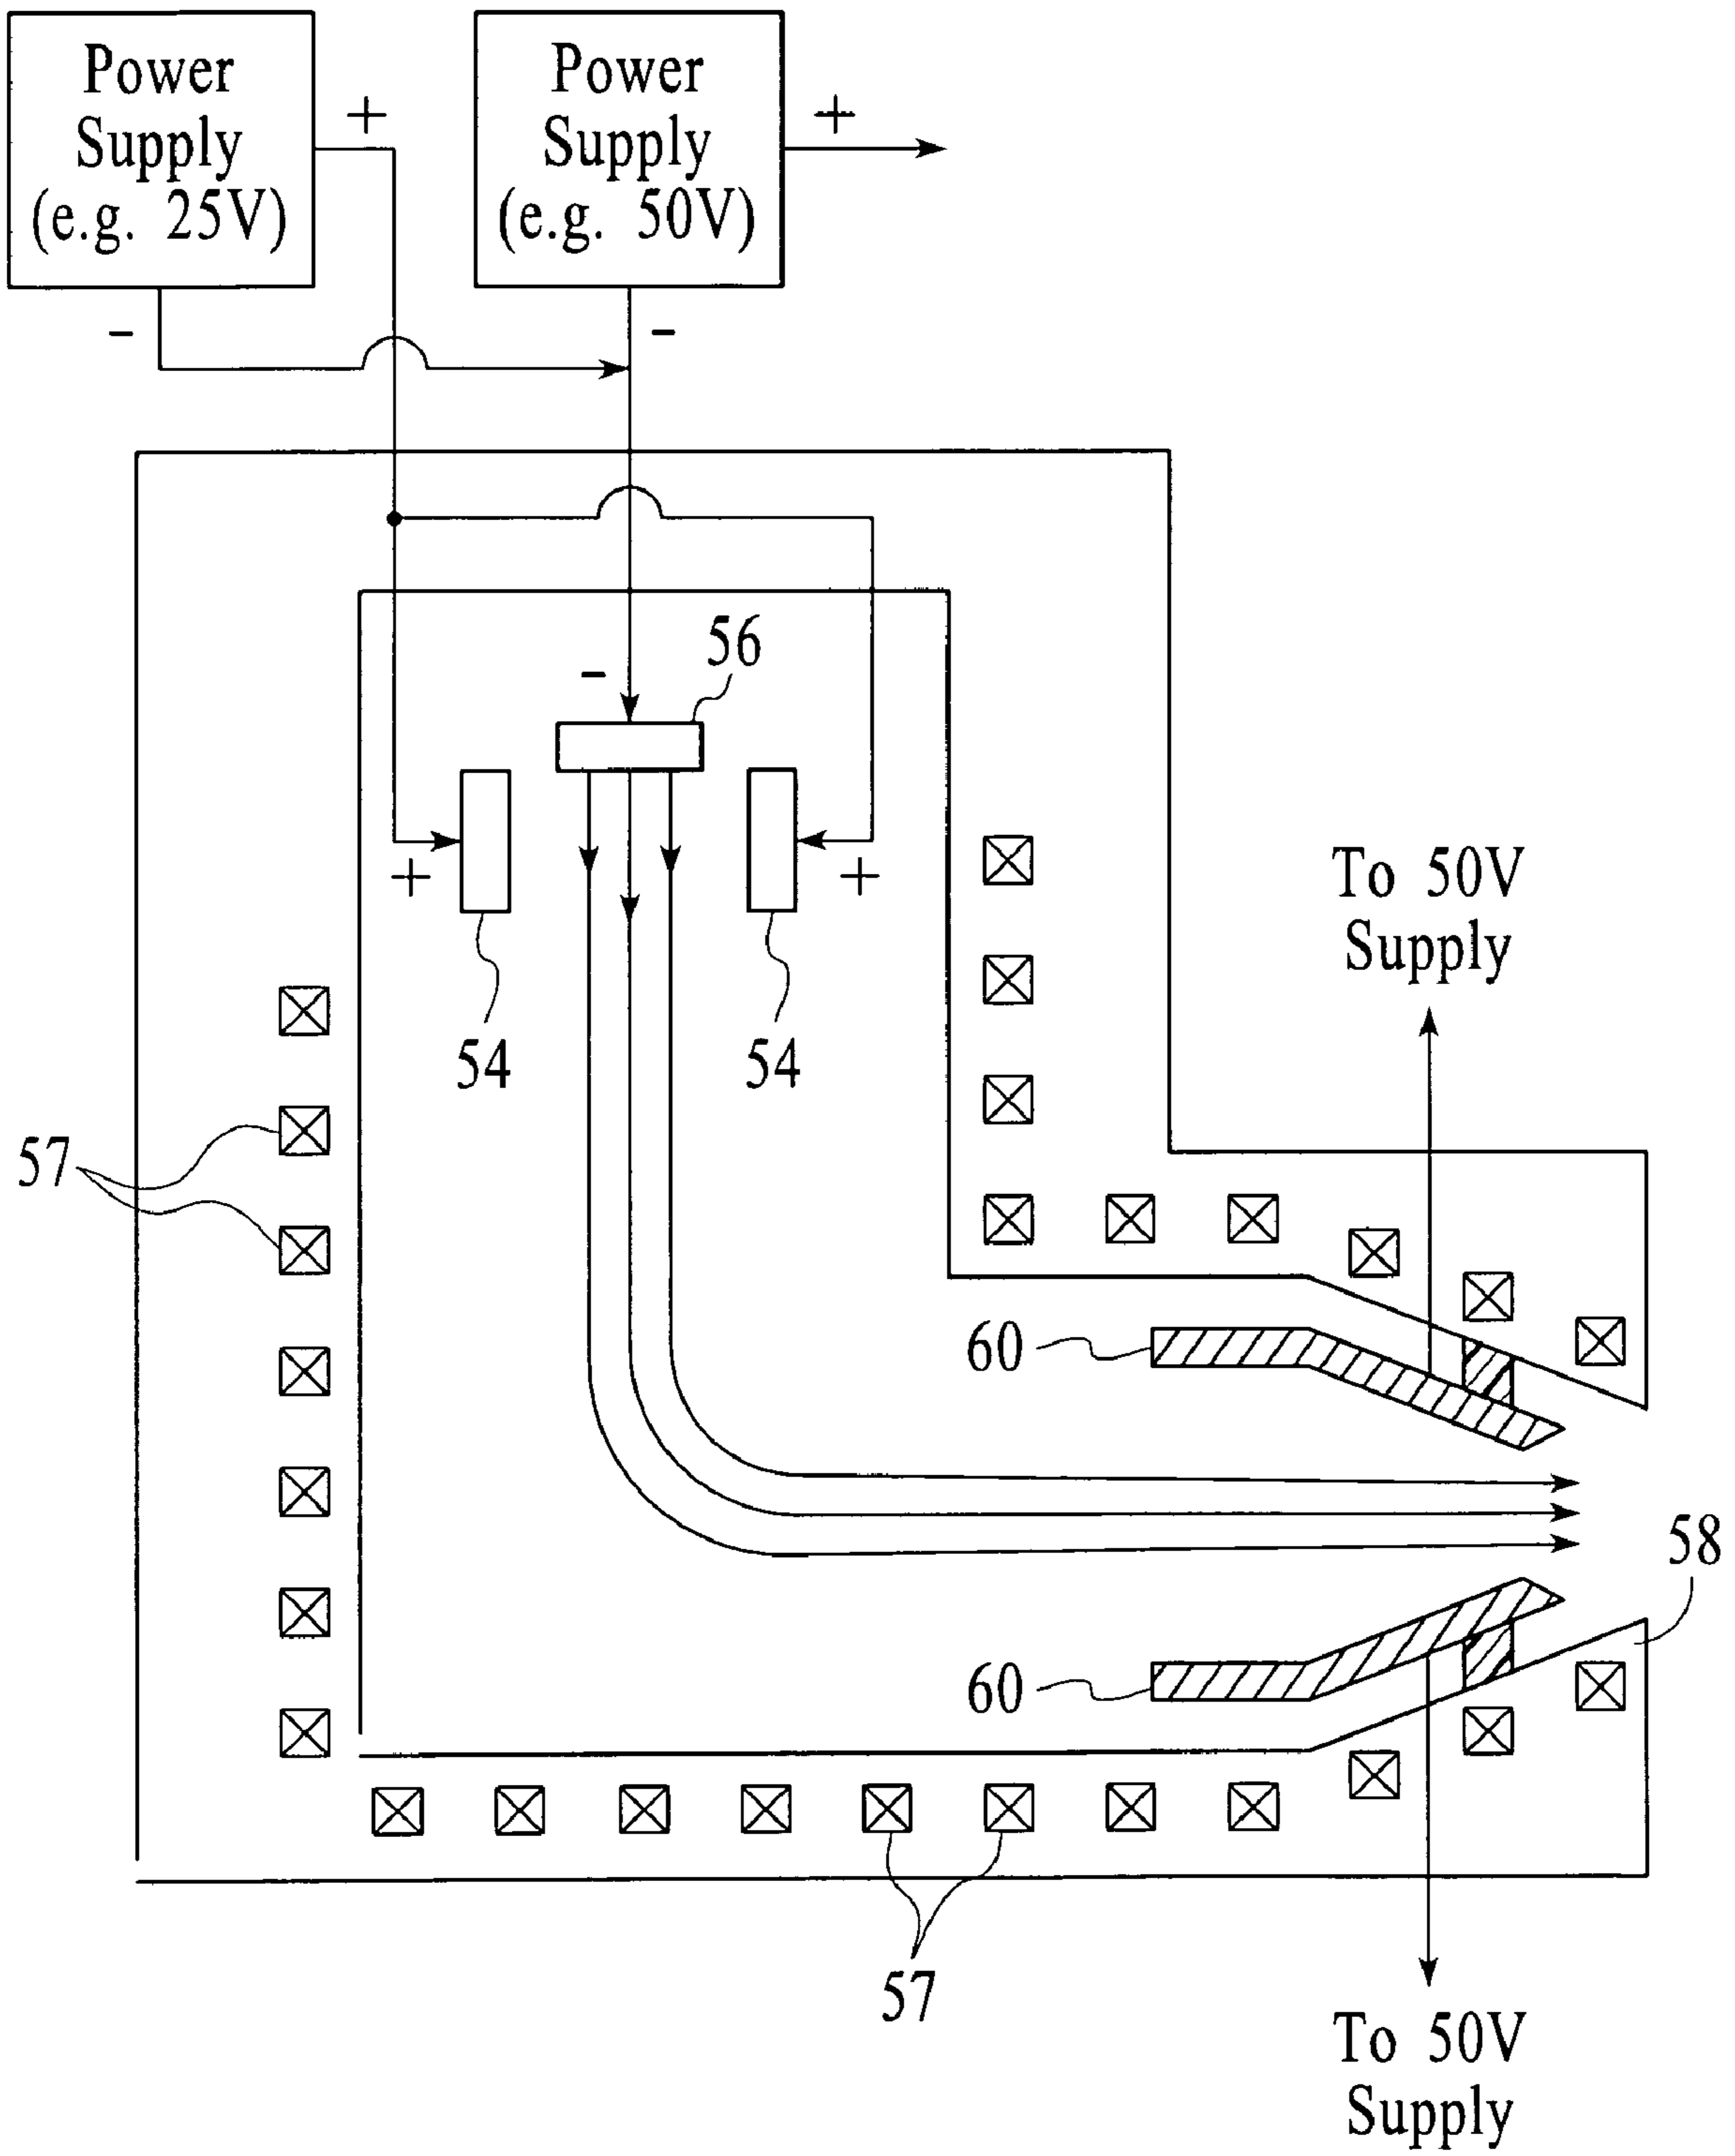 Power
Supply
(e.g. 25V)
+
-
Power
Supply
(e.g. 50V)
+
-
56
-
+
+
54
54
To 50V
Supply
57
60
58
60
57
To 50V
Supply